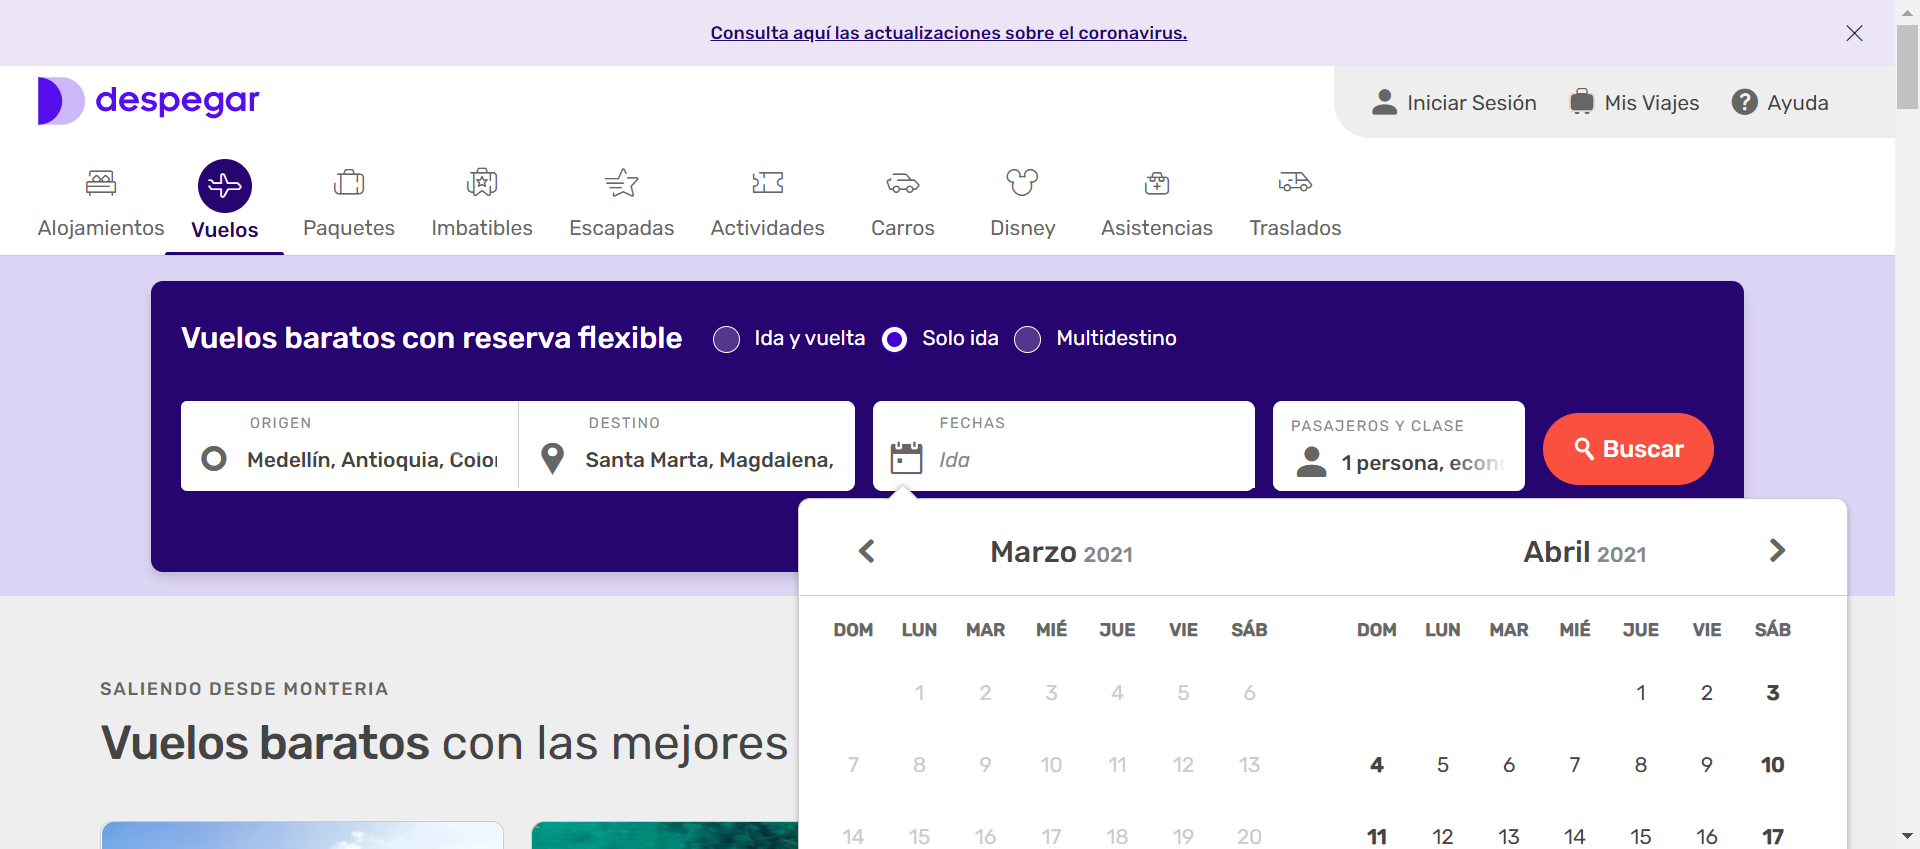 Consulta aquí las actualizaciones sobre el coronavirus.
despegar
Iniciar Sesión Mis Viajes Ayuda
Alojamientos Vuelos Paquetes Imbatibles Escapadas Actividades Carros Disney Asistencias Traslados
Vuelos baratos con reserva flexible Ida y vuelta Solo ida Multidestino
ORIGEN DESTINO FECHAS PASAJEROS Y CLASE
Medellín, Antioquia, Colo Santa Marta, Magdalena, Ida 1 persona, econo Buscar
Marzo 2021 Abril 2021
DOM LUN MAR MIÉ JUE VIE SÁB DOM LUN MAR MIÉ JUE VIE SÁB
1 2 3 4 5 6 1 2 3
7 8 9 10 11 12 13 4 5 6 7 8 9 10
14 15 16 17 18 19 20 11 12 13 14 15 16 17
SALIENDO DESDE MONTERIA
Vuelos baratos con las mejores